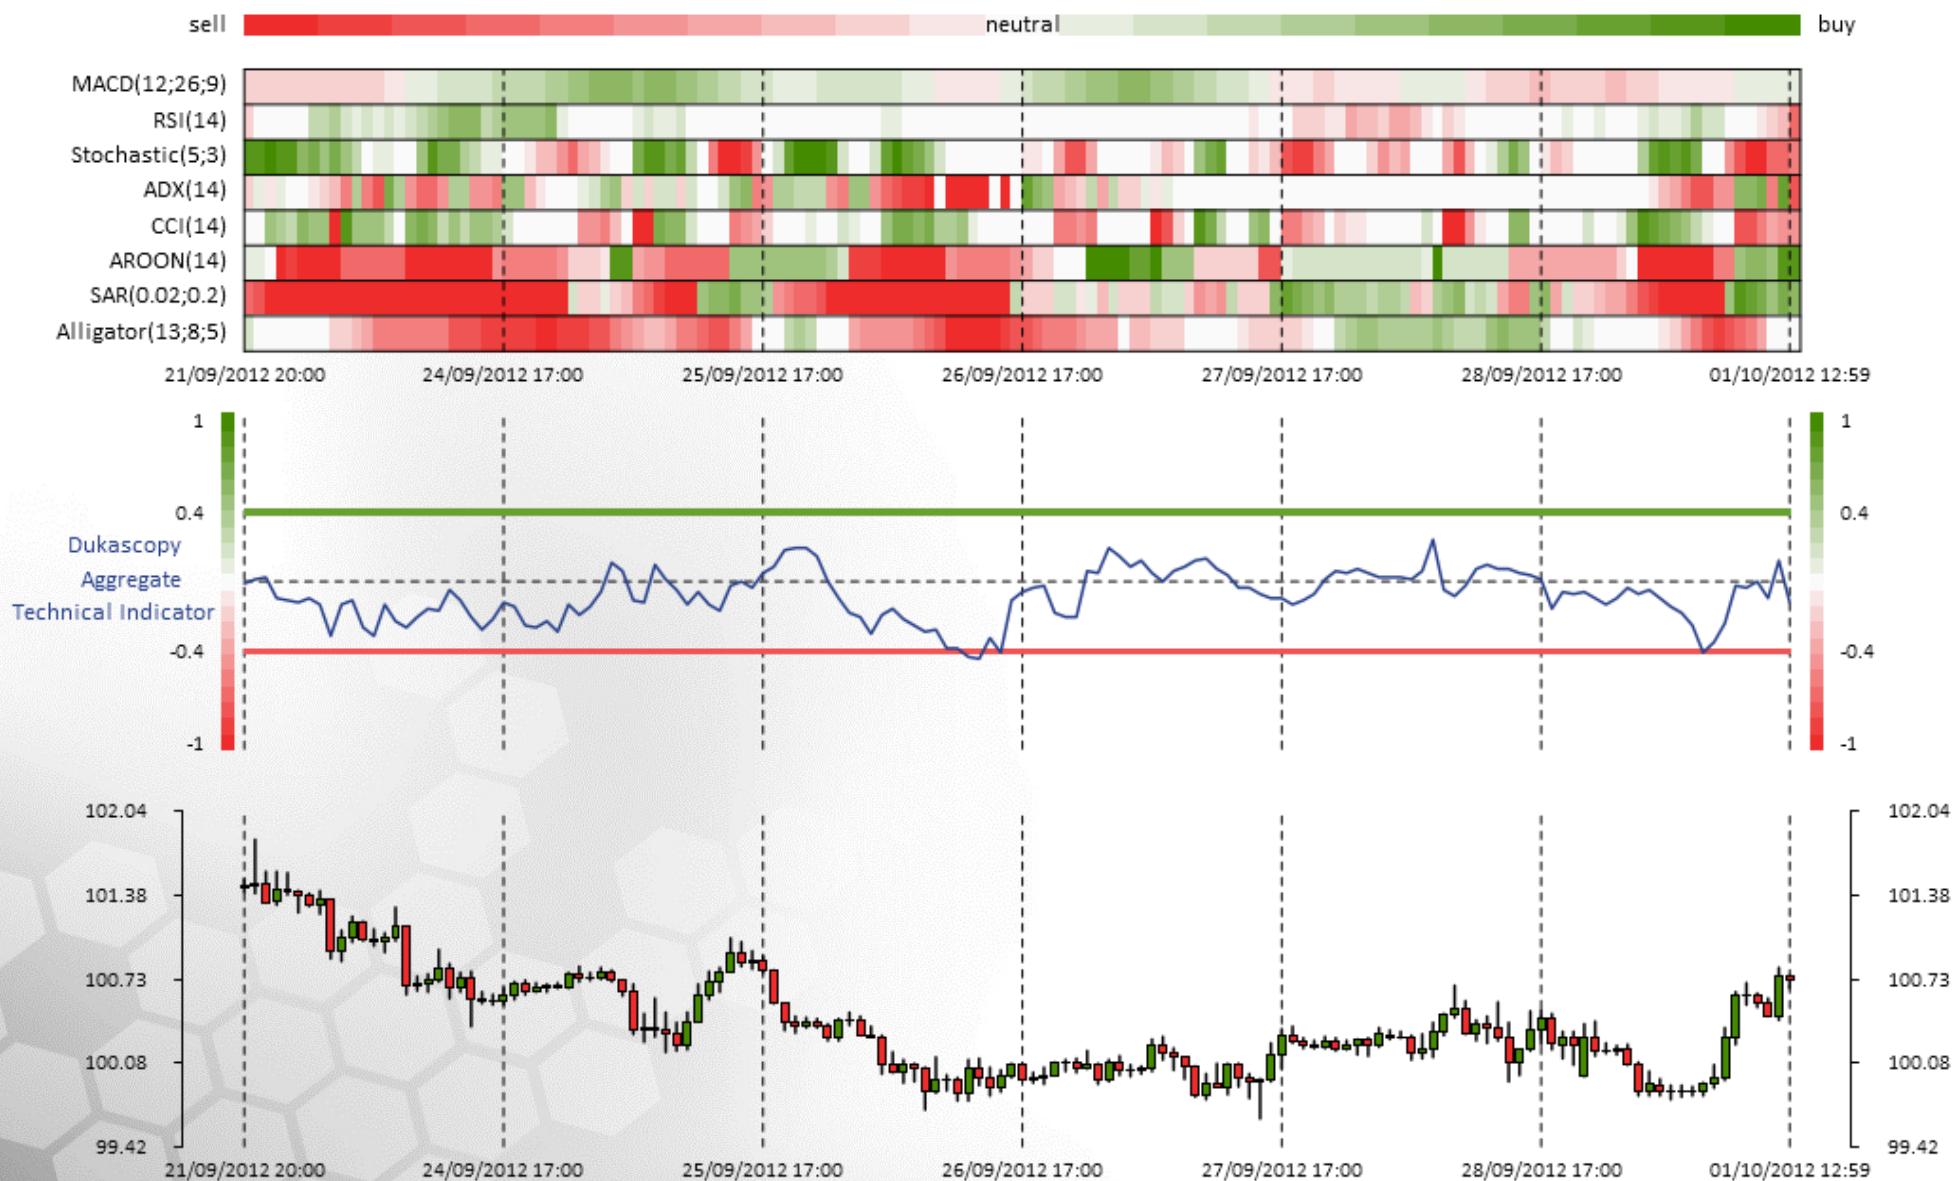 sell neutral buy
MACD(12;26;9)
RSI(14)
Stochastic(5;3)
ADX(14)
CCI(14)
AROON(14)
SAR(0.02;0.2)
Alligator(13;8;5)
21/09/2012 20:00 24/09/2012 17:00 25/09/2012 17:00 26/09/2012 17:00 27/09/2012 17:00 28/09/2012 17:00 01/10/2012 12:59
1 1
0.4 0.4
Dukascopy
Aggregate
Technical Indicator
-0.4 -0.4
-1 -1
102.04 102.04
101.38 101.38
100.73 100.73
100.08 100.08
99.42 99.42
21/09/2012 20:00 24/09/2012 17:00 25/09/2012 17:00 26/09/2012 17:00 27/09/2012 17:00 28/09/2012 17:00 01/10/2012 12:59